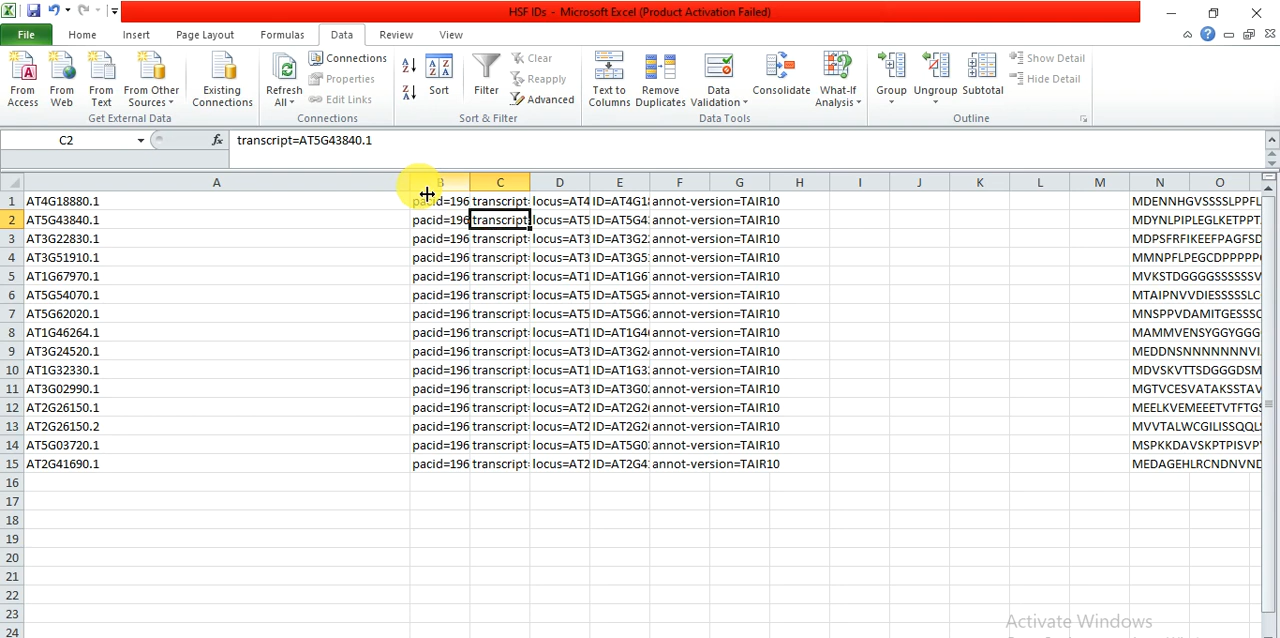 HSF IDs - Microsoft Excel (Product Activation Failed)
File Home Insert Page Layout Formulas Data Review View
From Access From Web From Text From Other Sources Existing Connections Refresh All Connections Properties Edit Links Sort Filter Clear Reapply Advanced Text to Columns Remove Duplicates Data Validation Consolidate What-If Analysis Group Ungroup Subtotal Show Detail Hide Detail
Get External Data Connections Sort & Filter Data Tools Outline
C2 fx transcript=AT5G43840.1
A B C D E F G H I J K L M N O
1 AT4G18880.1 pacid=196 transcript= locus=AT4 ID=AT4G18 annot-version=TAIR10 MDENNHGVSSSSLPPFL
2 AT5G43840.1 pacid=196 transcript= locus=AT5 ID=AT5G43 annot-version=TAIR10 MDYNLPIPLEGLKETPPT
3 AT3G22830.1 pacid=196 transcript= locus=AT3 ID=AT3G22 annot-version=TAIR10 MDPSFRFIKEEFPAGFSD
4 AT3G51910.1 pacid=196 transcript= locus=AT3 ID=AT3G5 annot-version=TAIR10 MMNPFLPEGCDPPPPP
5 AT1G67970.1 pacid=196 transcript= locus=AT1 ID=AT1G6 annot-version=TAIR10 MVKSTDGGGGSSSSSSV
6 AT5G54070.1 pacid=196 transcript= locus=AT5 ID=AT5G5 annot-version=TAIR10 MTAIPNVVDIESSSSSLC
7 AT5G62020.1 pacid=196 transcript= locus=AT5 ID=AT5G6 annot-version=TAIR10 MNSPPVDAMITGESSSC
8 AT1G46264.1 pacid=196 transcript= locus=AT1 ID=AT1G4 annot-version=TAIR10 MAMMVENSYGGYGGG
9 AT3G24520.1 pacid=196 transcript= locus=AT3 ID=AT3G2 annot-version=TAIR10 MEDDNSNNNNNNNVI
10 AT1G32330.1 pacid=196 transcript= locus=AT1 ID=AT1G3 annot-version=TAIR10 MDVSKVTTSDGGGDSM
11 AT3G02990.1 pacid=196 transcript= locus=AT3 ID=AT3G0 annot-version=TAIR10 MGTVCESVATAKSSTAV
12 AT2G26150.1 pacid=196 transcript= locus=AT2 ID=AT2G2 annot-version=TAIR10 MEELKVEMEEETVTFTG
13 AT2G26150.2 pacid=196 transcript= locus=AT2 ID=AT2G2 annot-version=TAIR10 MVVTALWCGILISSQQL
14 AT5G03720.1 pacid=196 transcript= locus=AT5 ID=AT5G0 annot-version=TAIR10 MSPKKDAVSKPTPISVP
15 AT2G41690.1 pacid=196 transcript= locus=AT2 ID=AT2G4 annot-version=TAIR10 MEDAGEHLRCNDNVND
16
17
18
19
20
21
22
23
24
Activate Windows